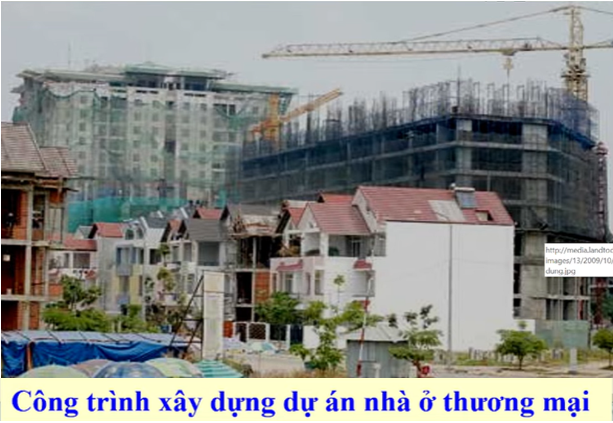 http://media.landtoc
images/13/2009/10/
dung.jpg
Công trình xây dựng dự án nhà ở thương mại